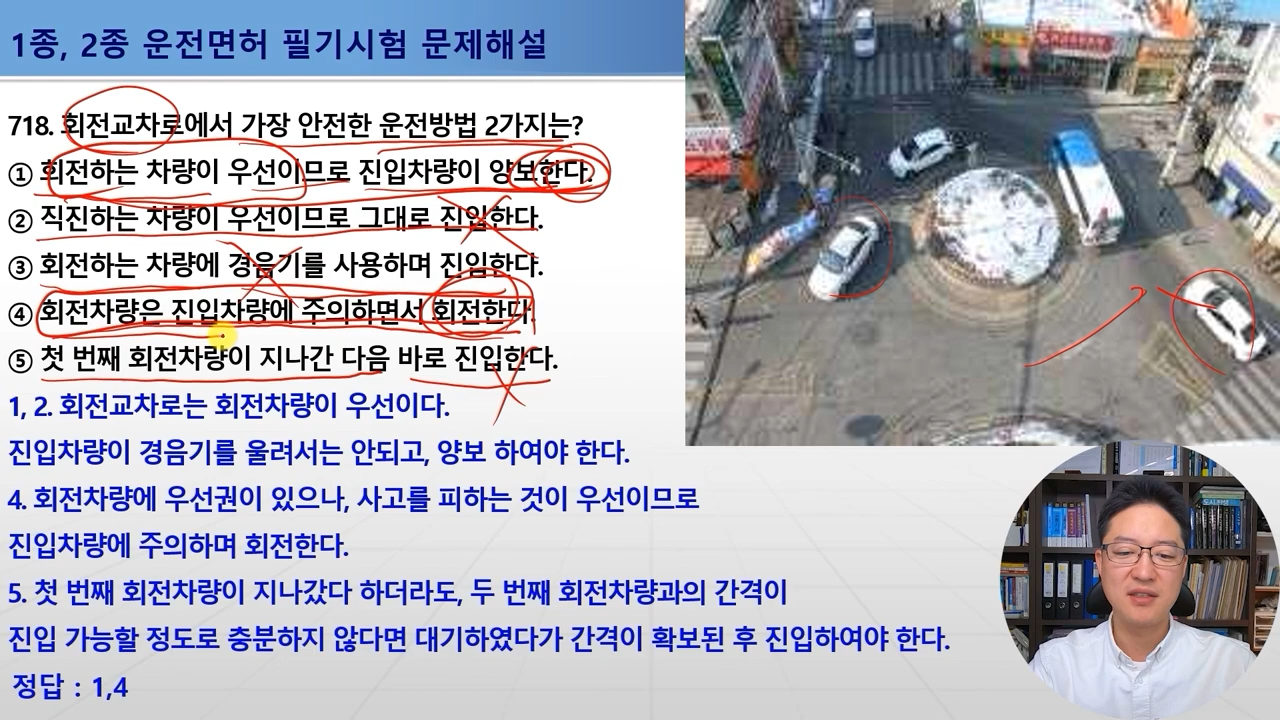 1종, 2종 운전면허 필기시험 문제해설
718. 회전교차로에서 가장 안전한 운전방법 2가지는?
① 회전하는 차량이 우선이므로 진입차량이 양보한다.
② 직진하는 차량이 우선이므로 그대로 진입한다.
③ 회전하는 차량에 경음기를 사용하며 진입한다.
④ 회전차량은 진입차량에 주의하면서 회전한다.
⑤ 첫 번째 회전차량이 지나간 다음 바로 진입한다.
1, 2. 회전교차로는 회전차량이 우선이다.
진입차량이 경음기를 울려서는 안되고, 양보 하여야 한다.
4. 회전차량에 우선권이 있으나, 사고를 피하는 것이 우선이므로
진입차량에 주의하며 회전한다.
5. 첫 번째 회전차량이 지나갔다 하더라도, 두 번째 회전차량과의 간격이
진입 가능할 정도로 충분하지 않다면 대기하였다가 간격이 확보된 후 진입하여야 한다.
정답 : 1,4